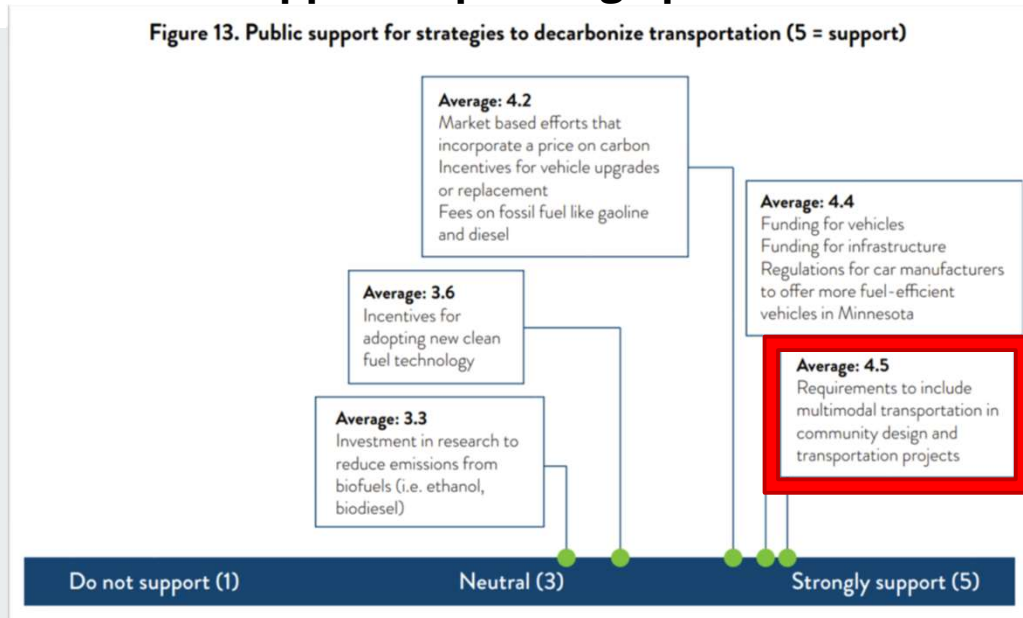 Figure 13. Public support for strategies to decarbonize transportation (5 = support)
Average: 4.2
Market based efforts that
incorporate a price on carbon
Incentives for vehicle upgrades
or replacement
Fees on fossil fuel like gaoline
and diesel
Average: 4.4
Funding for vehicles
Funding for infrastructure
Regulations for car manufacturers
to offer more fuel-efficient
vehicles in Minnesota
Average: 3.6
Incentives for
adopting new clean
fuel technology
Average: 4.5
Requirements to include
multimodal transportation in
community design and
transportation projects
Average: 3.3
Investment in research to
reduce emissions from
biofuels (i.e. ethanol,
biodiesel)
Do not support (1)
Neutral (3)
Strongly support (5)